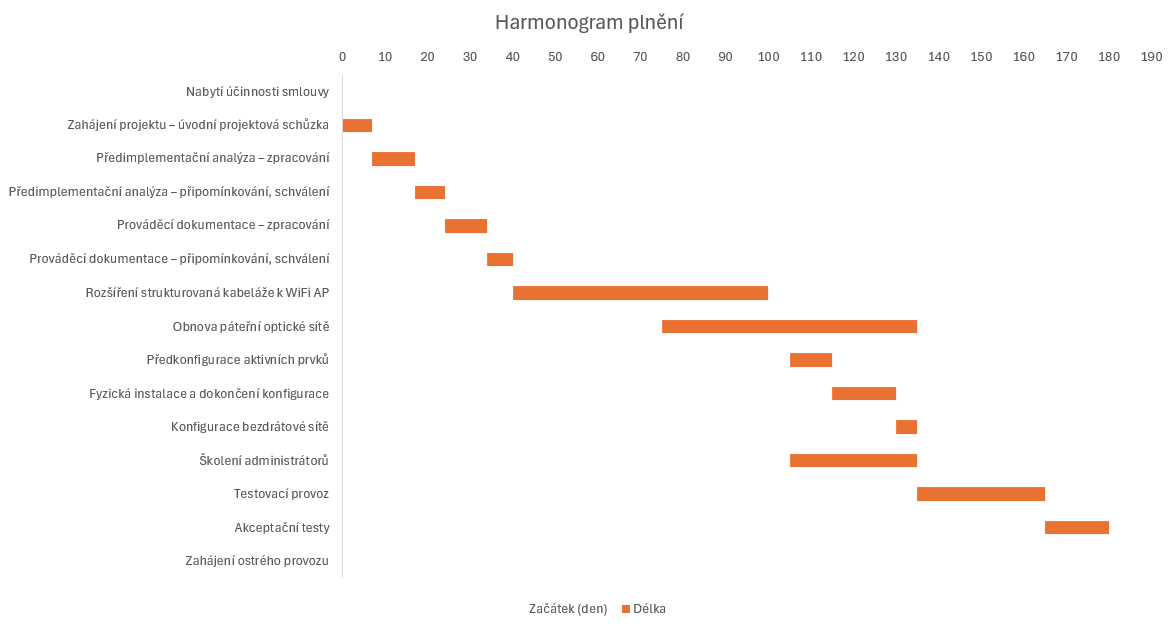 Harmonogram plnění
0 10 20 30 40 50 60 70 80 90 100 110 120 130 140 150 160 170 180 190
Nabytí účinnosti smlouvy
Zahájení projektu – úvodní projektová schůzka
Předimplementační analýza – zpracování
Předimplementační analýza – připomínkování, schválení
Prováděcí dokumentace – zpracování
Prováděcí dokumentace – připomínkování, schválení
Rozšíření strukturovaná kabeláže k WiFi AP
Obnova páteřní optické sítě
Předkonfigurace aktivních prvků
Fyzická instalace a dokončení konfigurace
Konfigurace bezdrátové sítě
Školení administrátorů
Testovací provoz
Akceptační testy
Zahájení ostrého provozu
Začátek (den) Délka